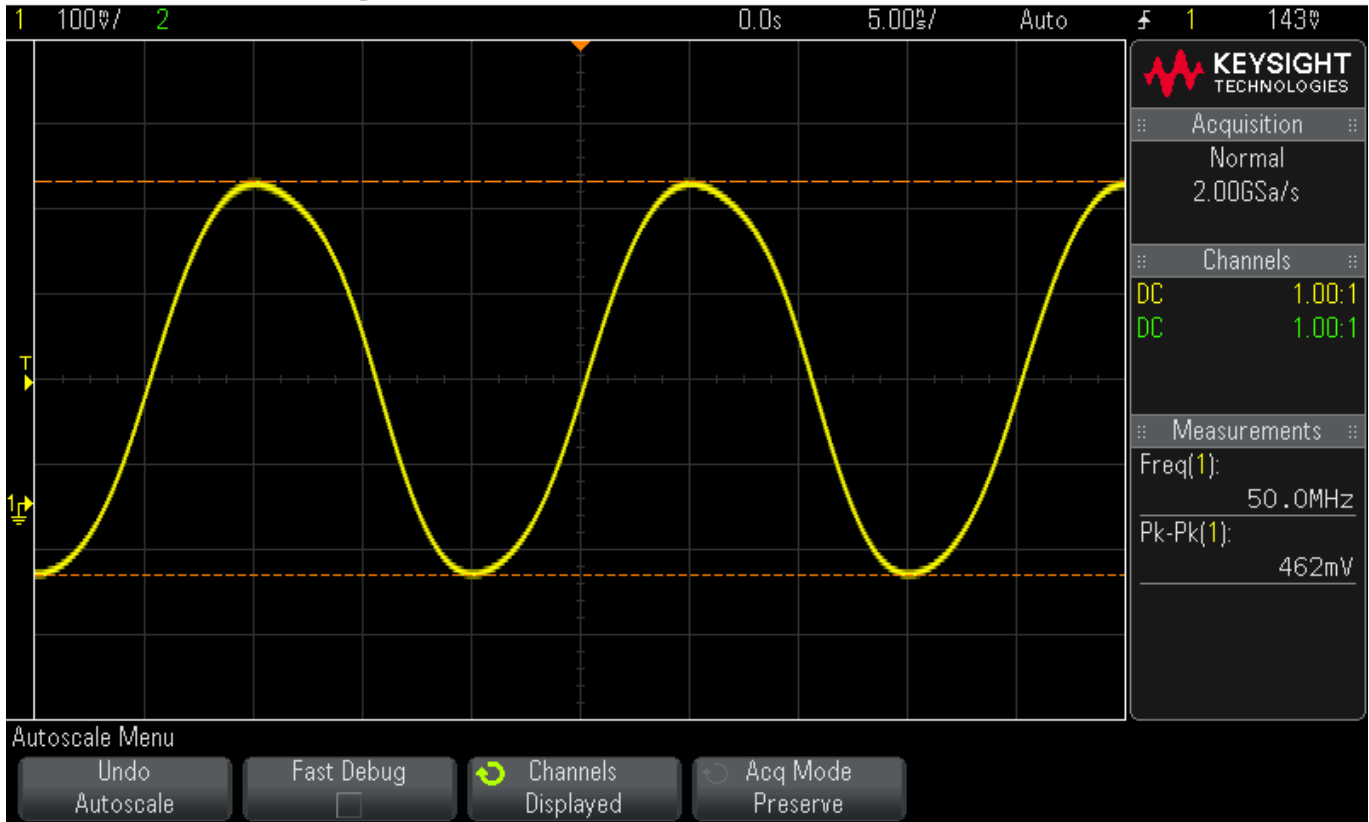 1 100mV/ 2 0.0s 5.00ns/ Auto 1 143mV
KEYSIGHT
TECHNOLOGIES
Acquisition
Normal
2.00GSa/s
Channels
DC 1.00:1
DC 1.00:1
T
1
Measurements
Freq(1):
50.0MHz
Pk-Pk(1):
462mV
Autoscale Menu
Undo
Autoscale
Fast Debug
Channels
Displayed
Acq Mode
Preserve